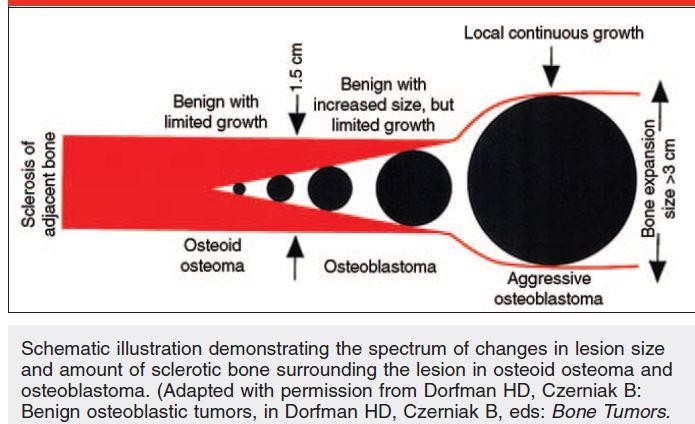 Local continuous growth
1.5 cm
Benign with
limited growth
Benign with
increased size, but
limited growth
Sclerosis of
adjacent bone
Bone expansion
size >3 cm
Osteoid
osteoma
Osteoblastoma
Aggressive
osteoblastoma
Schematic illustration demonstrating the spectrum of changes in lesion size
and amount of sclerotic bone surrounding the lesion in osteoid osteoma and
osteoblastoma. (Adapted with permission from Dorfman HD, Czerniak B:
Benign osteoblastic tumors, in Dorfman HD, Czerniak B, eds: Bone Tumors.